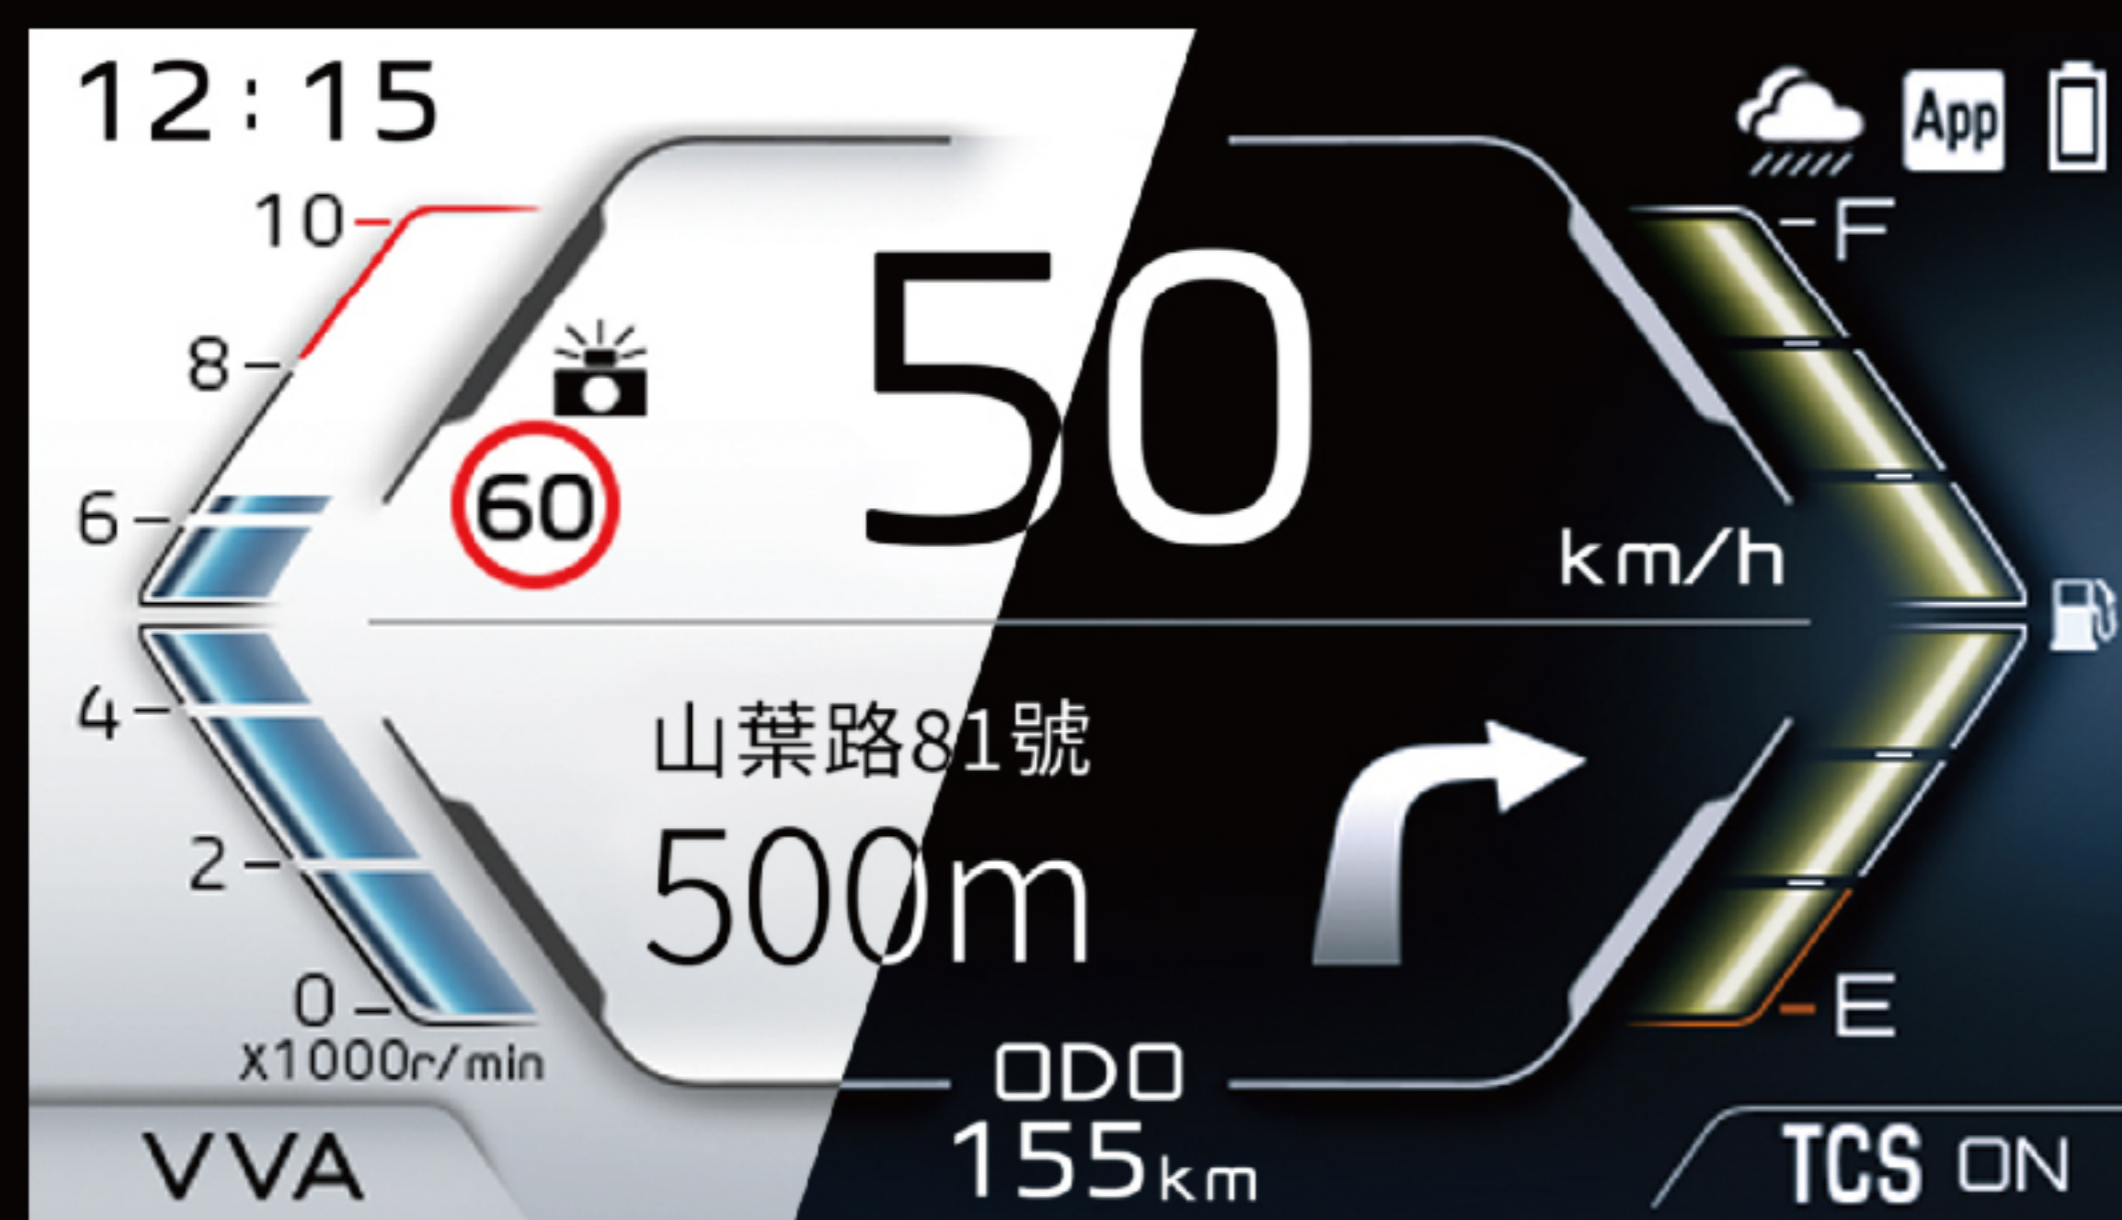 12:15
App
10
F
8
50
60
6
km/h
4
山葉路81號
2
500m
0
E
X1000r/min
ODO
155km
VVA
TCS ON